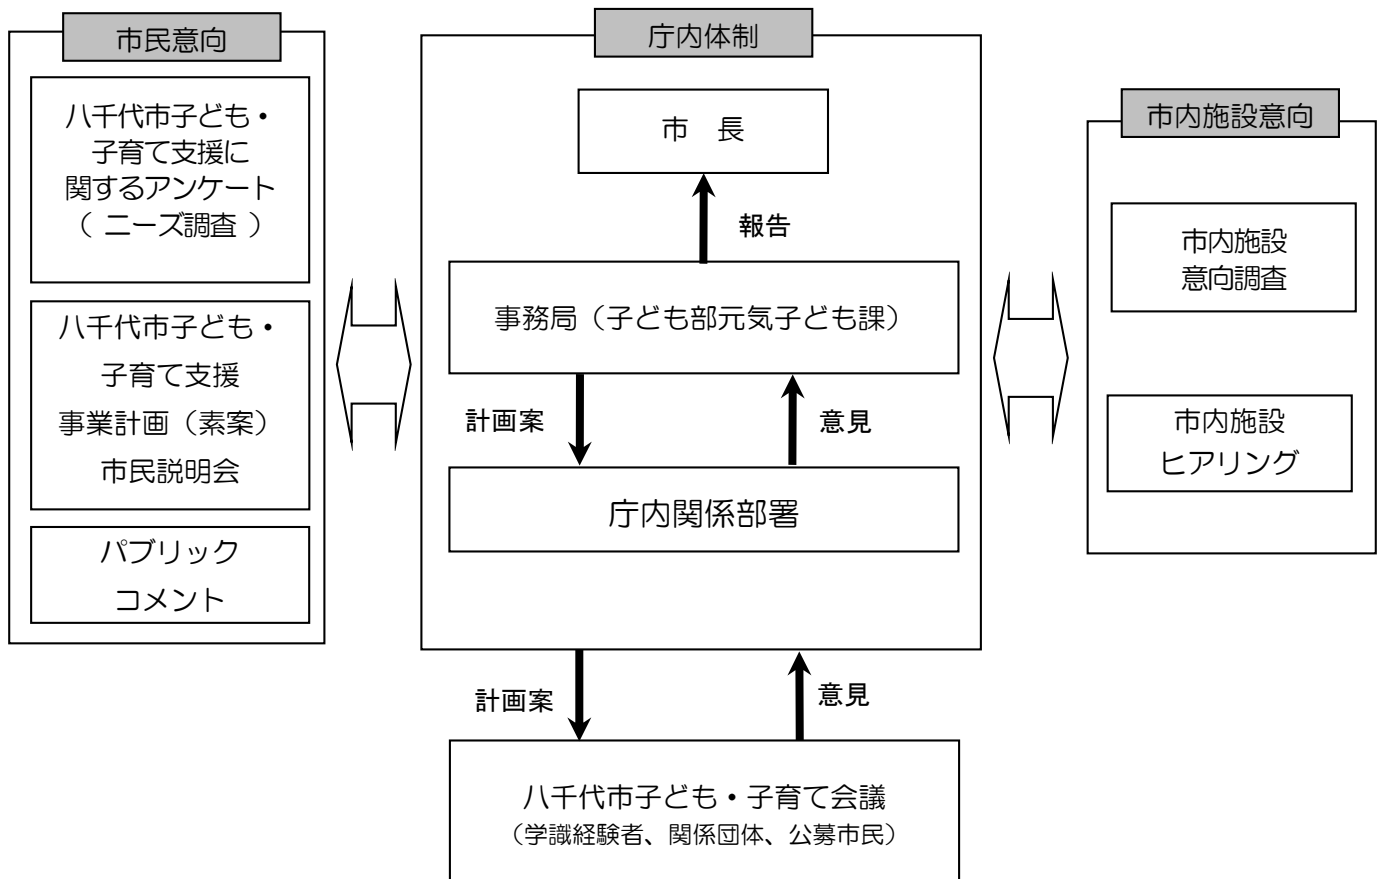 市民意向
八千代市子ども・
子育て支援に
関するアンケート
（ ニーズ調査 ）
八千代市子ども・
子育て支援
事業計画（素案）
市民説明会
パブリック
コメント
庁内体制
市　長
報告
事務局（子ども部元気子ども課）
計画案
意見
庁内関係部署
計画案
意見
八千代市子ども・子育て会議
（学識経験者、関係団体、公募市民）
市内施設意向
市内施設
意向調査
市内施設
ヒアリング